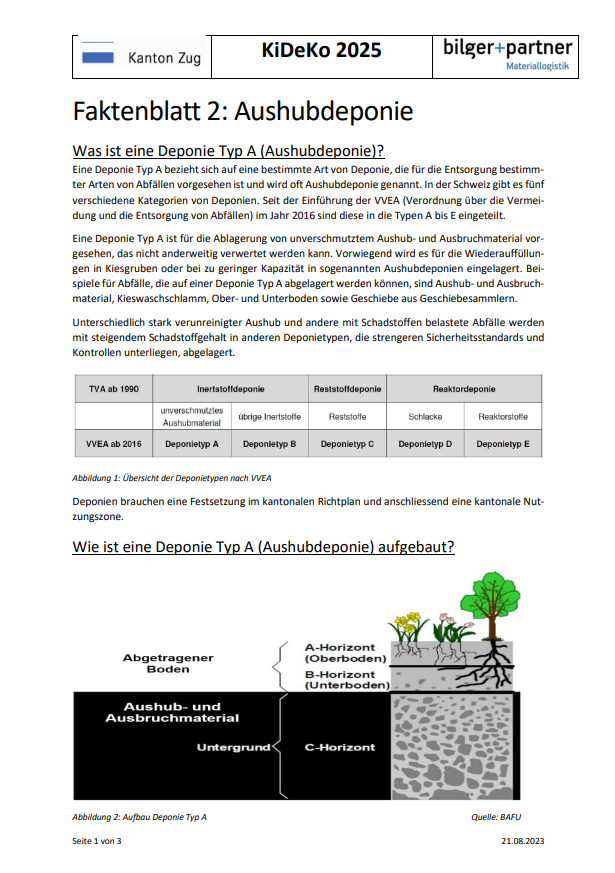 Kanton Zug
KiDeKo 2025
bilger+partner
Materiallogistik
Faktenblatt 2: Aushubdeponie
Was ist eine Deponie Typ A (Aushubdeponie)?
Eine Deponie Typ A bezieht sich auf eine bestimmte Art von Deponie, die für die Entsorgung bestimm-
ter Arten von Abfällen vorgesehen ist und wird oft Aushubdeponie genannt. In der Schweiz gibt es fünf
verschiedene Kategorien von Deponien. Seit der Einführung der VVEA (Verordnung über die Vermei-
dung und die Entsorgung von Abfällen) im Jahr 2016 sind diese in die Typen A bis E eingeteilt.
Eine Deponie Typ A ist für die Ablagerung von unverschmutztem Aushub- und Ausbruchmaterial vor-
gesehen, das nicht anderweitig verwertet werden kann. Vorwiegend wird es für die Wiederauffüllun-
gen in Kiesgruben oder bei zu geringer Kapazität in sogenannten Aushubdeponien eingelagert. Bei-
spiele für Abfälle, die auf einer Deponie Typ A abgelagert werden können, sind Aushub- und Ausbruch-
material, Kieswaschschlamm, Ober- und Unterboden sowie Geschiebe aus Geschiebesammlern.
Unterschiedlich stark verunreinigter Aushub und andere mit Schadstoffen belastete Abfälle werden
mit steigendem Schadstoffgehalt in anderen Deponietypen, die strengeren Sicherheitsstandards und
Kontrollen unterliegen, abgelagert.
TVA ab 1990 Inertstoffdeponie Reststoffdeponie Reaktordeponie
unverschmutztes
Aushubmaterial übrige Inertstoffe Reststoffe Schlacke Reaktorstoffe
VVEA ab 2016 Deponietyp A Deponietyp B Deponietyp C Deponietyp D Deponietyp E
Abbildung 1: Übersicht der Deponietypen nach VVEA
Deponien brauchen eine Festsetzung im kantonalen Richtplan und anschliessend eine kantonale Nut-
zungszone.
Wie ist eine Deponie Typ A (Aushubdeponie) aufgebaut?
Abgetragener
Boden
A-Horizont
(Oberboden)
B-Horizont
(Unterboden)
Aushub- und
Ausbruchmaterial
Untergrund
C-Horizont
Abbildung 2: Aufbau Deponie Typ A Quelle: BAFU
Seite 1 von 3 21.08.2023